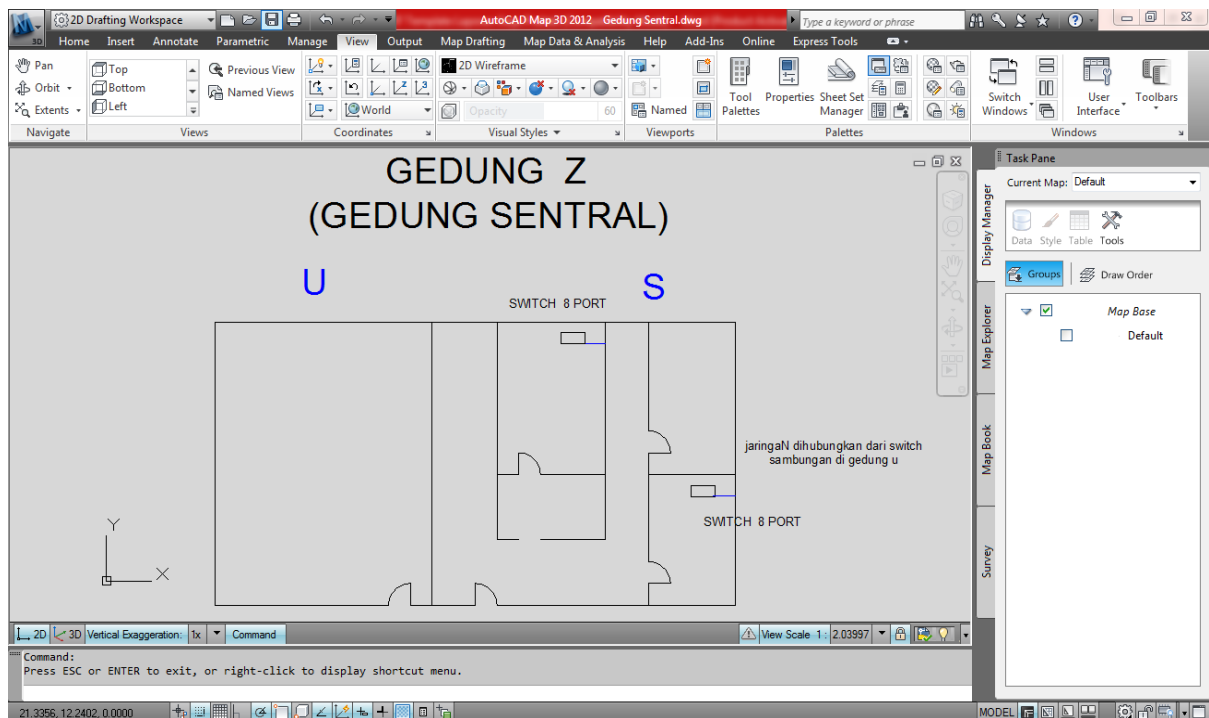 2D Drafting Workspace
AutoCAD Map 3D 2012 Gedung Sentral.dwg
Type a keyword or phrase
3D
Home Insert Annotate Parametric Manage View Output Map Drafting Map Data & Analysis Help Add-Ins Online Express Tools
Pan
Orbit
Extents
Navigate
Top
Bottom
Left
Previous View
Named Views
Views
World
Coordinates
2D Wireframe
Opacity 60
Visual Styles
Named
Viewports
Tool Palettes
Properties
Sheet Set Manager
Palettes
Switch Windows
User Interface
Toolbars
Windows
GEDUNG Z
(GEDUNG SENTRAL)
U
S
SWITCH 8 PORT
jaringaN dihubungkan dari switch
sambungan di gedung u
SWITCH 8 PORT
Y
X
Task Pane
Current Map: Default
Data Style Table Tools
Groups
Draw Order
Map Base
Default
Display Manager
Map Explorer
Map Book
Survey
2D 3D Vertical Exaggeration: 1x Command
View Scale 1 : 2.03997
Command:
Press ESC or ENTER to exit, or right-click to display shortcut menu.
21.3356, 12.2402, 0.0000
MODEL